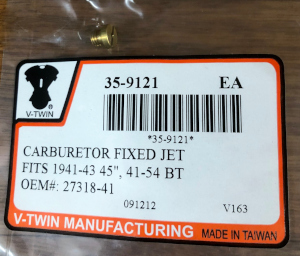 35-9121 EA
V-TWIN ®
*35-9121*
CARBURETOR FIXED JET
FITS 1941-43 45", 41-54 BT
OEM#: 27318-41
091212 V163
V-TWIN MANUFACTURING MADE IN TAIWAN